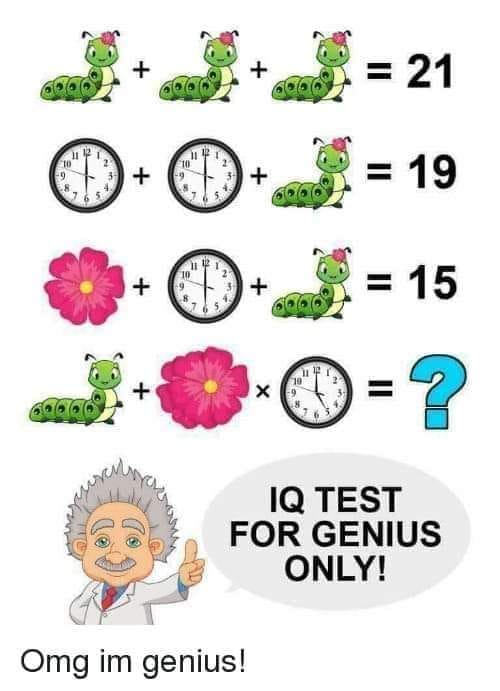 + + = 21
+ + = 19
+ + = 15
+ x = ?
IQ TEST
FOR GENIUS
ONLY!
Omg im genius!